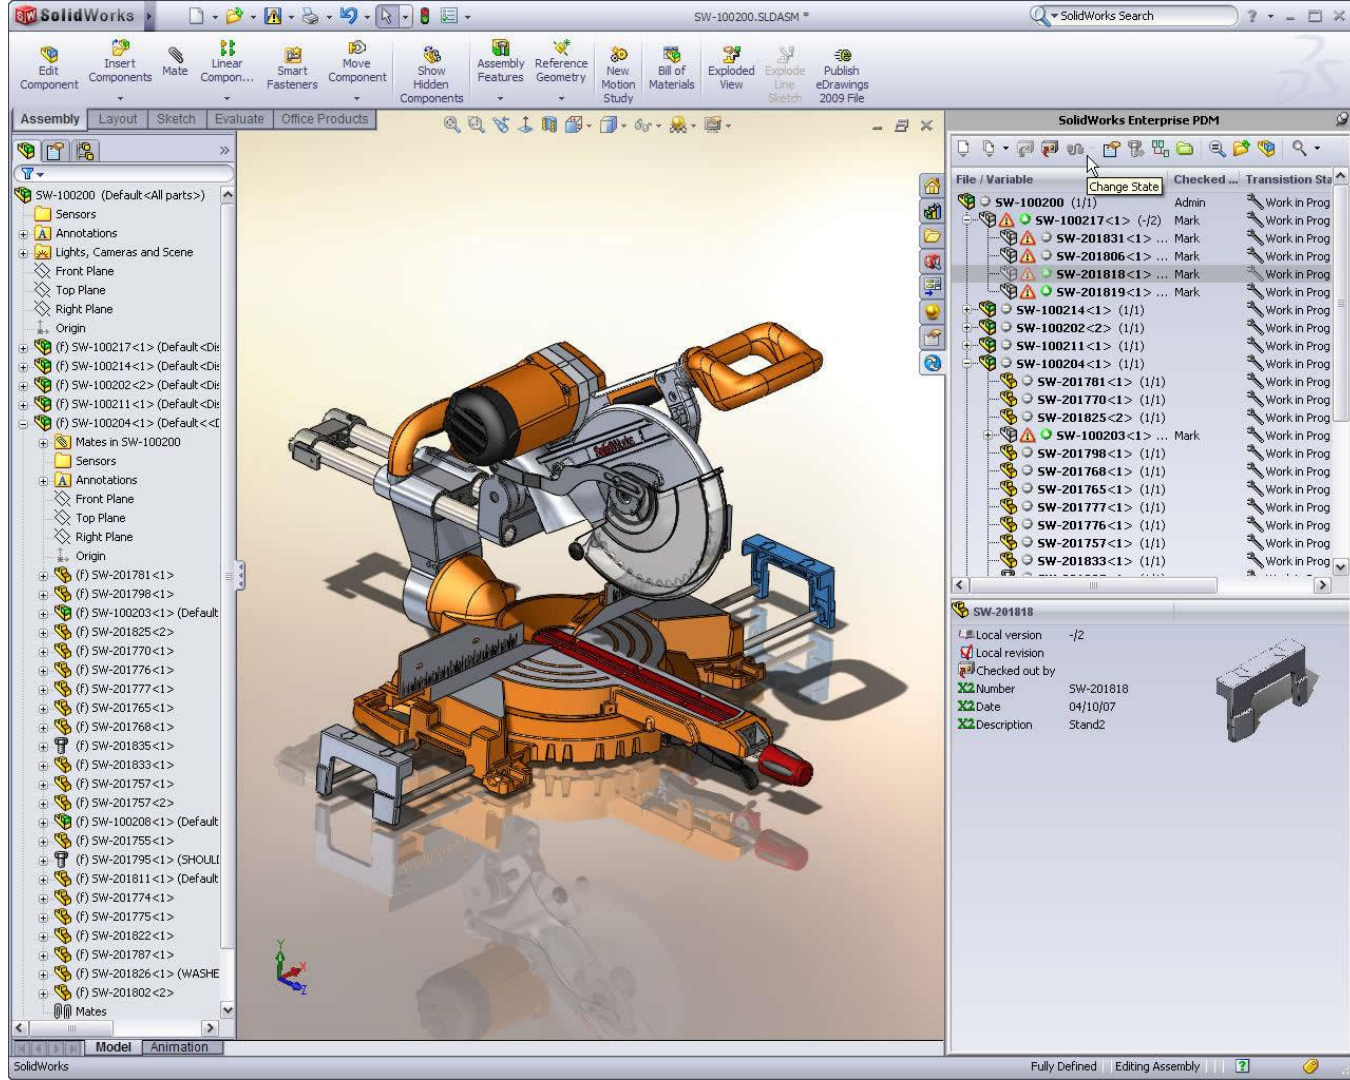 SolidWorks
SW-100200.SLDASM *
SolidWorks Search
Edit Component
Insert Components
Mate
Linear Compon...
Smart Fasteners
Move Component
Show Hidden Components
Assembly Features
Reference Geometry
New Motion Study
Bill of Materials
Exploded View
Explode Line Sketch
Publish eDrawings 2009 File
Assembly Layout Sketch Evaluate Office Products
SW-100200 (Default<All parts>)
Sensors
Annotations
Lights, Cameras and Scene
Front Plane
Top Plane
Right Plane
Origin
(f) SW-100217<1> (Default<Dis
(f) SW-100214<1> (Default<Dis
(f) SW-100202<2> (Default<Dis
(f) SW-100211<1> (Default<Dis
(f) SW-100204<1> (Default<<D
Mates in SW-100200
Sensors
Annotations
Front Plane
Top Plane
Right Plane
Origin
(f) SW-201781<1>
(f) SW-201798<1>
(f) SW-100203<1> (Default
(f) SW-201825<2>
(f) SW-201770<1>
(f) SW-201776<1>
(f) SW-201777<1>
(f) SW-201765<1>
(f) SW-201768<1>
(f) SW-201835<1>
(f) SW-201833<1>
(f) SW-201757<1>
(f) SW-201757<2>
(f) SW-100208<1> (Default
(f) SW-201755<1>
(f) SW-201795<1> (SHOULD
(f) SW-201811<1> (Default
(f) SW-201774<1>
(f) SW-201775<1>
(f) SW-201822<1>
(f) SW-201787<1>
(f) SW-201826<1> (WASHE
(f) SW-201802<2>
Mates
SolidWorks
Y
X
Z
SolidWorks Enterprise PDM
File / Variable Checked ... Transistion Sta
Change State
SW-100200 (1/1) Admin Work in Prog
SW-100217<1> (-/2) Mark Work in Prog
SW-201831<1> ... Mark Work in Prog
SW-201806<1> ... Mark Work in Prog
SW-201818<1> ... Mark Work in Prog
SW-201819<1> ... Mark Work in Prog
SW-100214<1> (1/1) Work in Prog
SW-100202<2> (1/1) Work in Prog
SW-100211<1> (1/1) Work in Prog
SW-100204<1> (1/1) Work in Prog
SW-201781<1> (1/1) Work in Prog
SW-201770<1> (1/1) Work in Prog
SW-201825<2> (1/1) Work in Prog
SW-100203<1> ... Mark Work in Prog
SW-201798<1> (1/1) Work in Prog
SW-201768<1> (1/1) Work in Prog
SW-201765<1> (1/1) Work in Prog
SW-201777<1> (1/1) Work in Prog
SW-201776<1> (1/1) Work in Prog
SW-201757<1> (1/1) Work in Prog
SW-201833<1> (1/1) Work in Prog
SW-201818
Local version -/2
Local revision
Checked out by
X2 Number SW-201818
X2 Date 04/10/07
X2 Description Stand2
Model Animation
SolidWorks
Fully Defined Editing Assembly